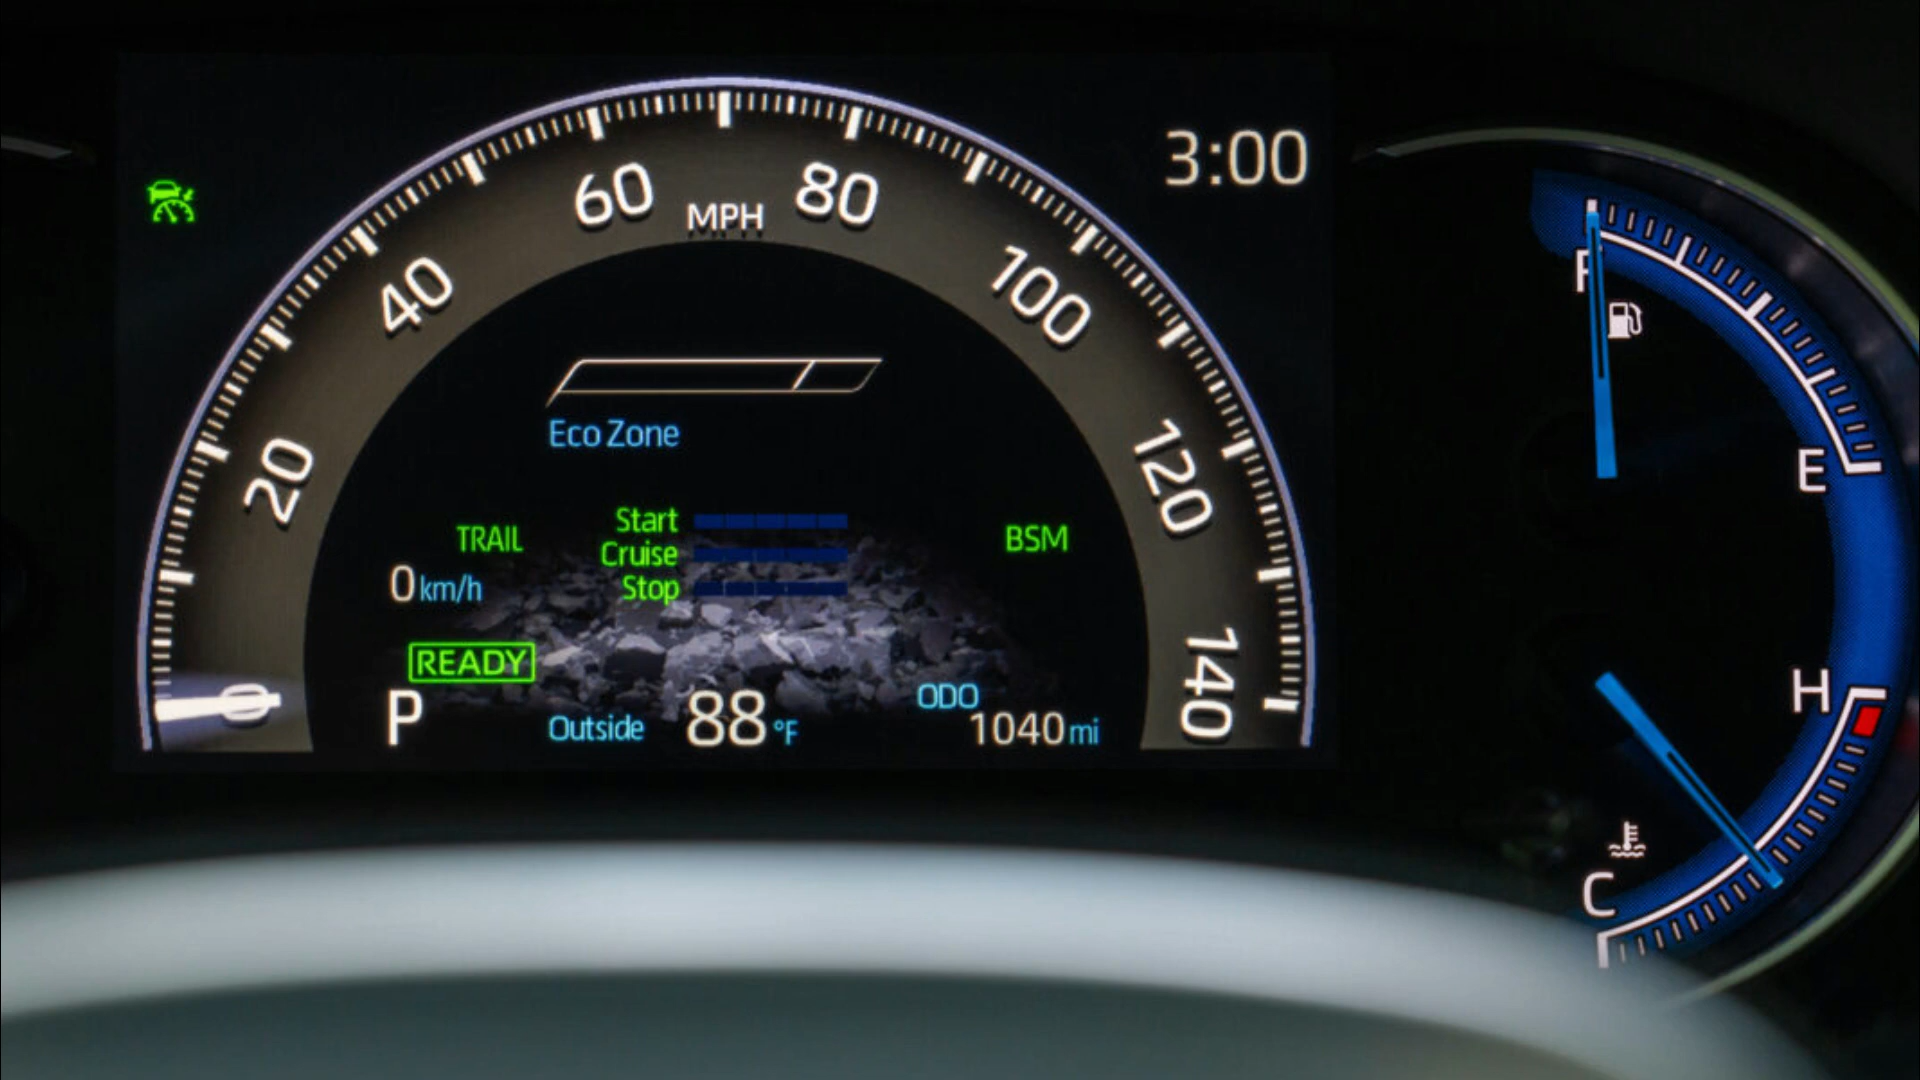 3:00
60 MPH 80
40
100
20
120
140
0
Eco Zone
Start
Cruise
Stop
TRAIL
BSM
0 km/h
READY
P
Outside 88 °F
ODO
1040 mi
F
E
H
C